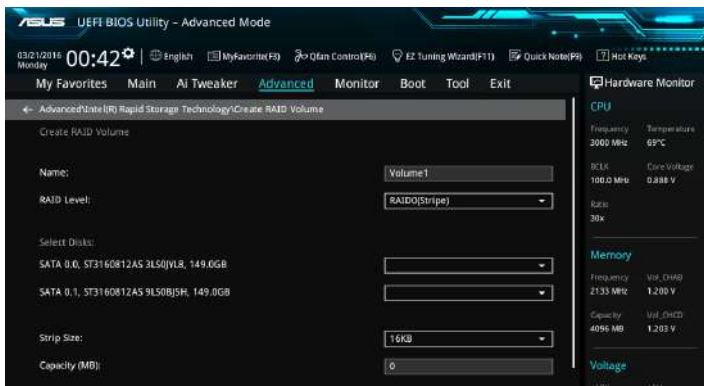 ASUS UEFI BIOS Utility – Advanced Mode
03/21/2016 Monday 00:42 English MyFavorite(F3) Qfan Control(F6) EZ Tuning Wizard(F11) Quick Note(F9) ? Hot Keys
My Favorites Main Ai Tweaker Advanced Monitor Boot Tool Exit
Hardware Monitor
← Advanced\Intel(R) Rapid Storage Technology\Create RAID Volume
Create RAID Volume
Name: Volume1
RAID Level: RAID0(Stripe)
Select Disks:
SATA 0.0, ST3160812AS 3LS0JVL8, 149.0GB
SATA 0.1, ST3160812AS 9LS0BJ5H, 149.0GB
Strip Size: 16KB
Capacity (MB): 0
CPU
Frequency Temperature
3000 MHz 69°C
BCLK Core Voltage
100.0 MHz 0.888 V
Ratio
30x
Memory
Frequency Vol_CHAB
2133 MHz 1.200 V
Capacity Vol_CHCD
4096 MB 1.203 V
Voltage